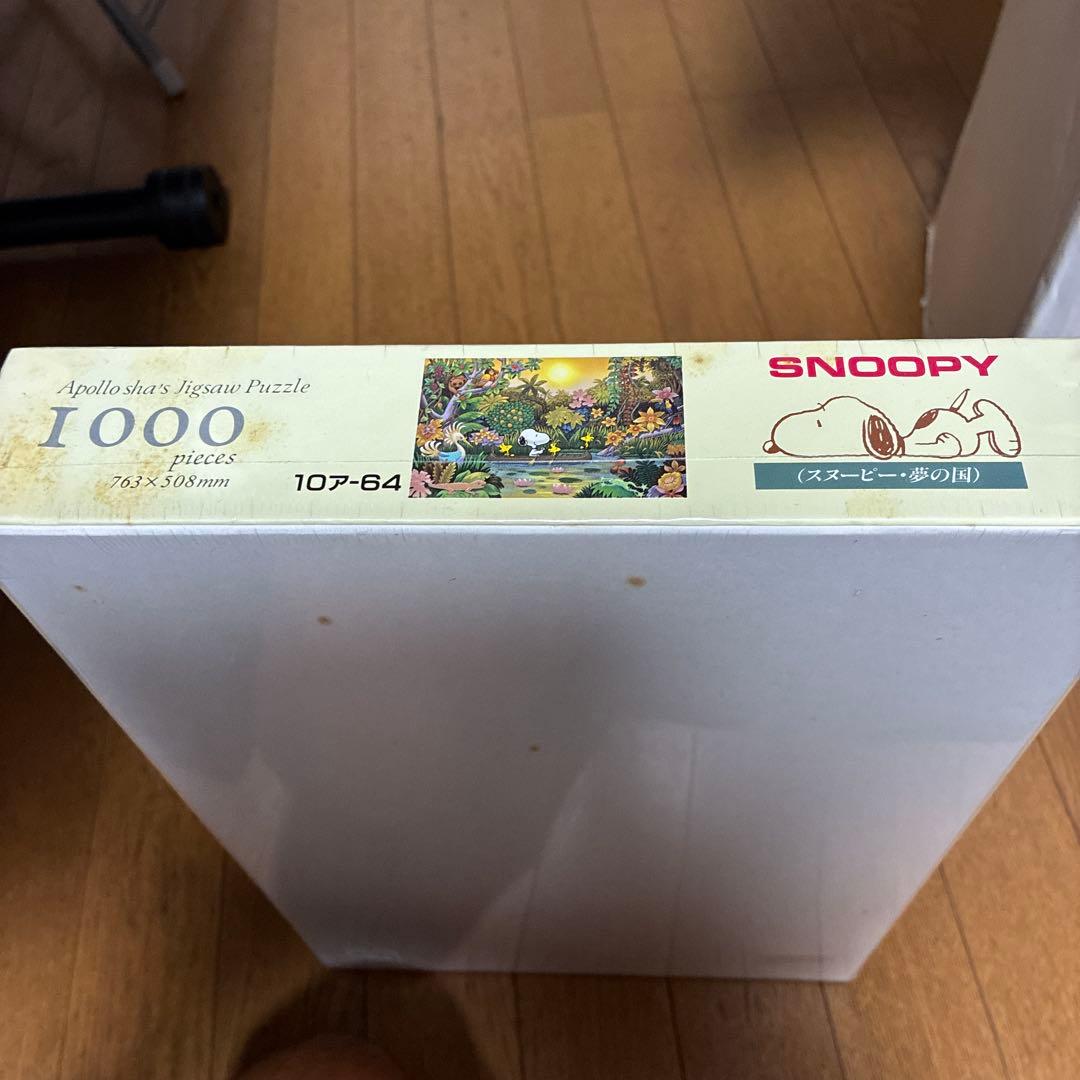 Apollo sha's Jigsaw Puzzle
1000
pieces
763×508mm
10ア-64
SNOOPY
(スヌーピー・夢の国)